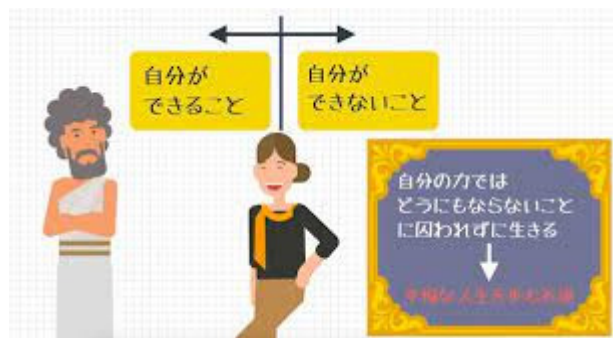 自分が
できること
自分が
できないこと
自分の力では
どうにもならないこと
に囚われずに生きる